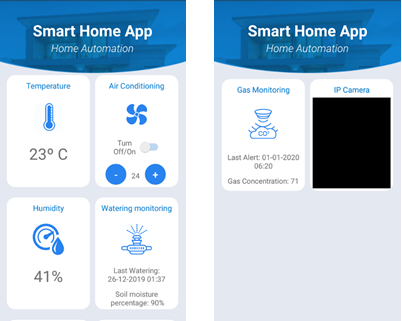 Smart Home App
Home Automation
Temperature
23º C
Air Conditioning
Turn
Off/On
- 24 +
Humidity
41%
Watering monitoring
Last Watering:
26-12-2019 01:37
Soil moisture
percentage: 90%
Smart Home App
Home Automation
Gas Monitoring
CO²
Last Alert: 01-01-2020
06:20
Gas Concentration: 71
IP Camera